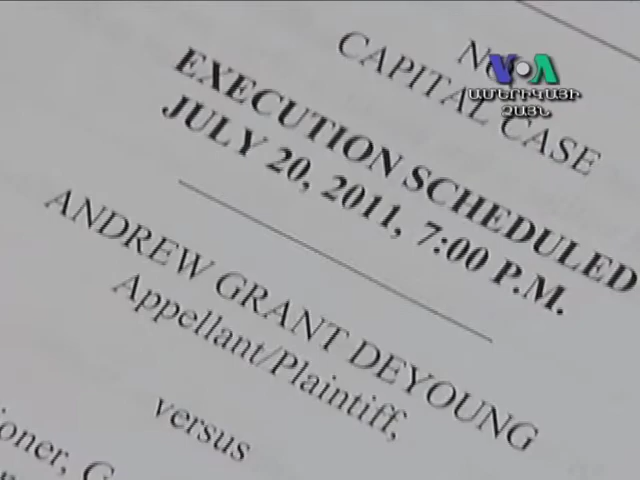 VOA
ԱՄԵՐԻԿԱՅԻ
ՁԱՅՆ
CAPITAL CASE
EXECUTION SCHEDULED
JULY 20, 2011, 7:00 P.M.
ANDREW GRANT DEYOUNG
Appellant/Plaintiff,
versus